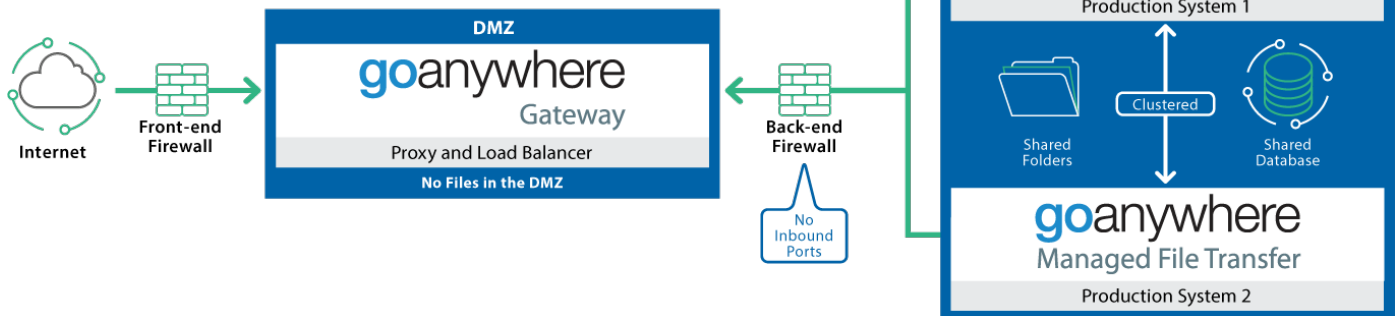 Production System 1
DMZ
goanywhere
Gateway
Proxy and Load Balancer
No Files in the DMZ
Internet
Front-end
Firewall
Back-end
Firewall
No
Inbound
Ports
Shared
Folders
Clustered
Shared
Database
goanywhere
Managed File Transfer
Production System 2